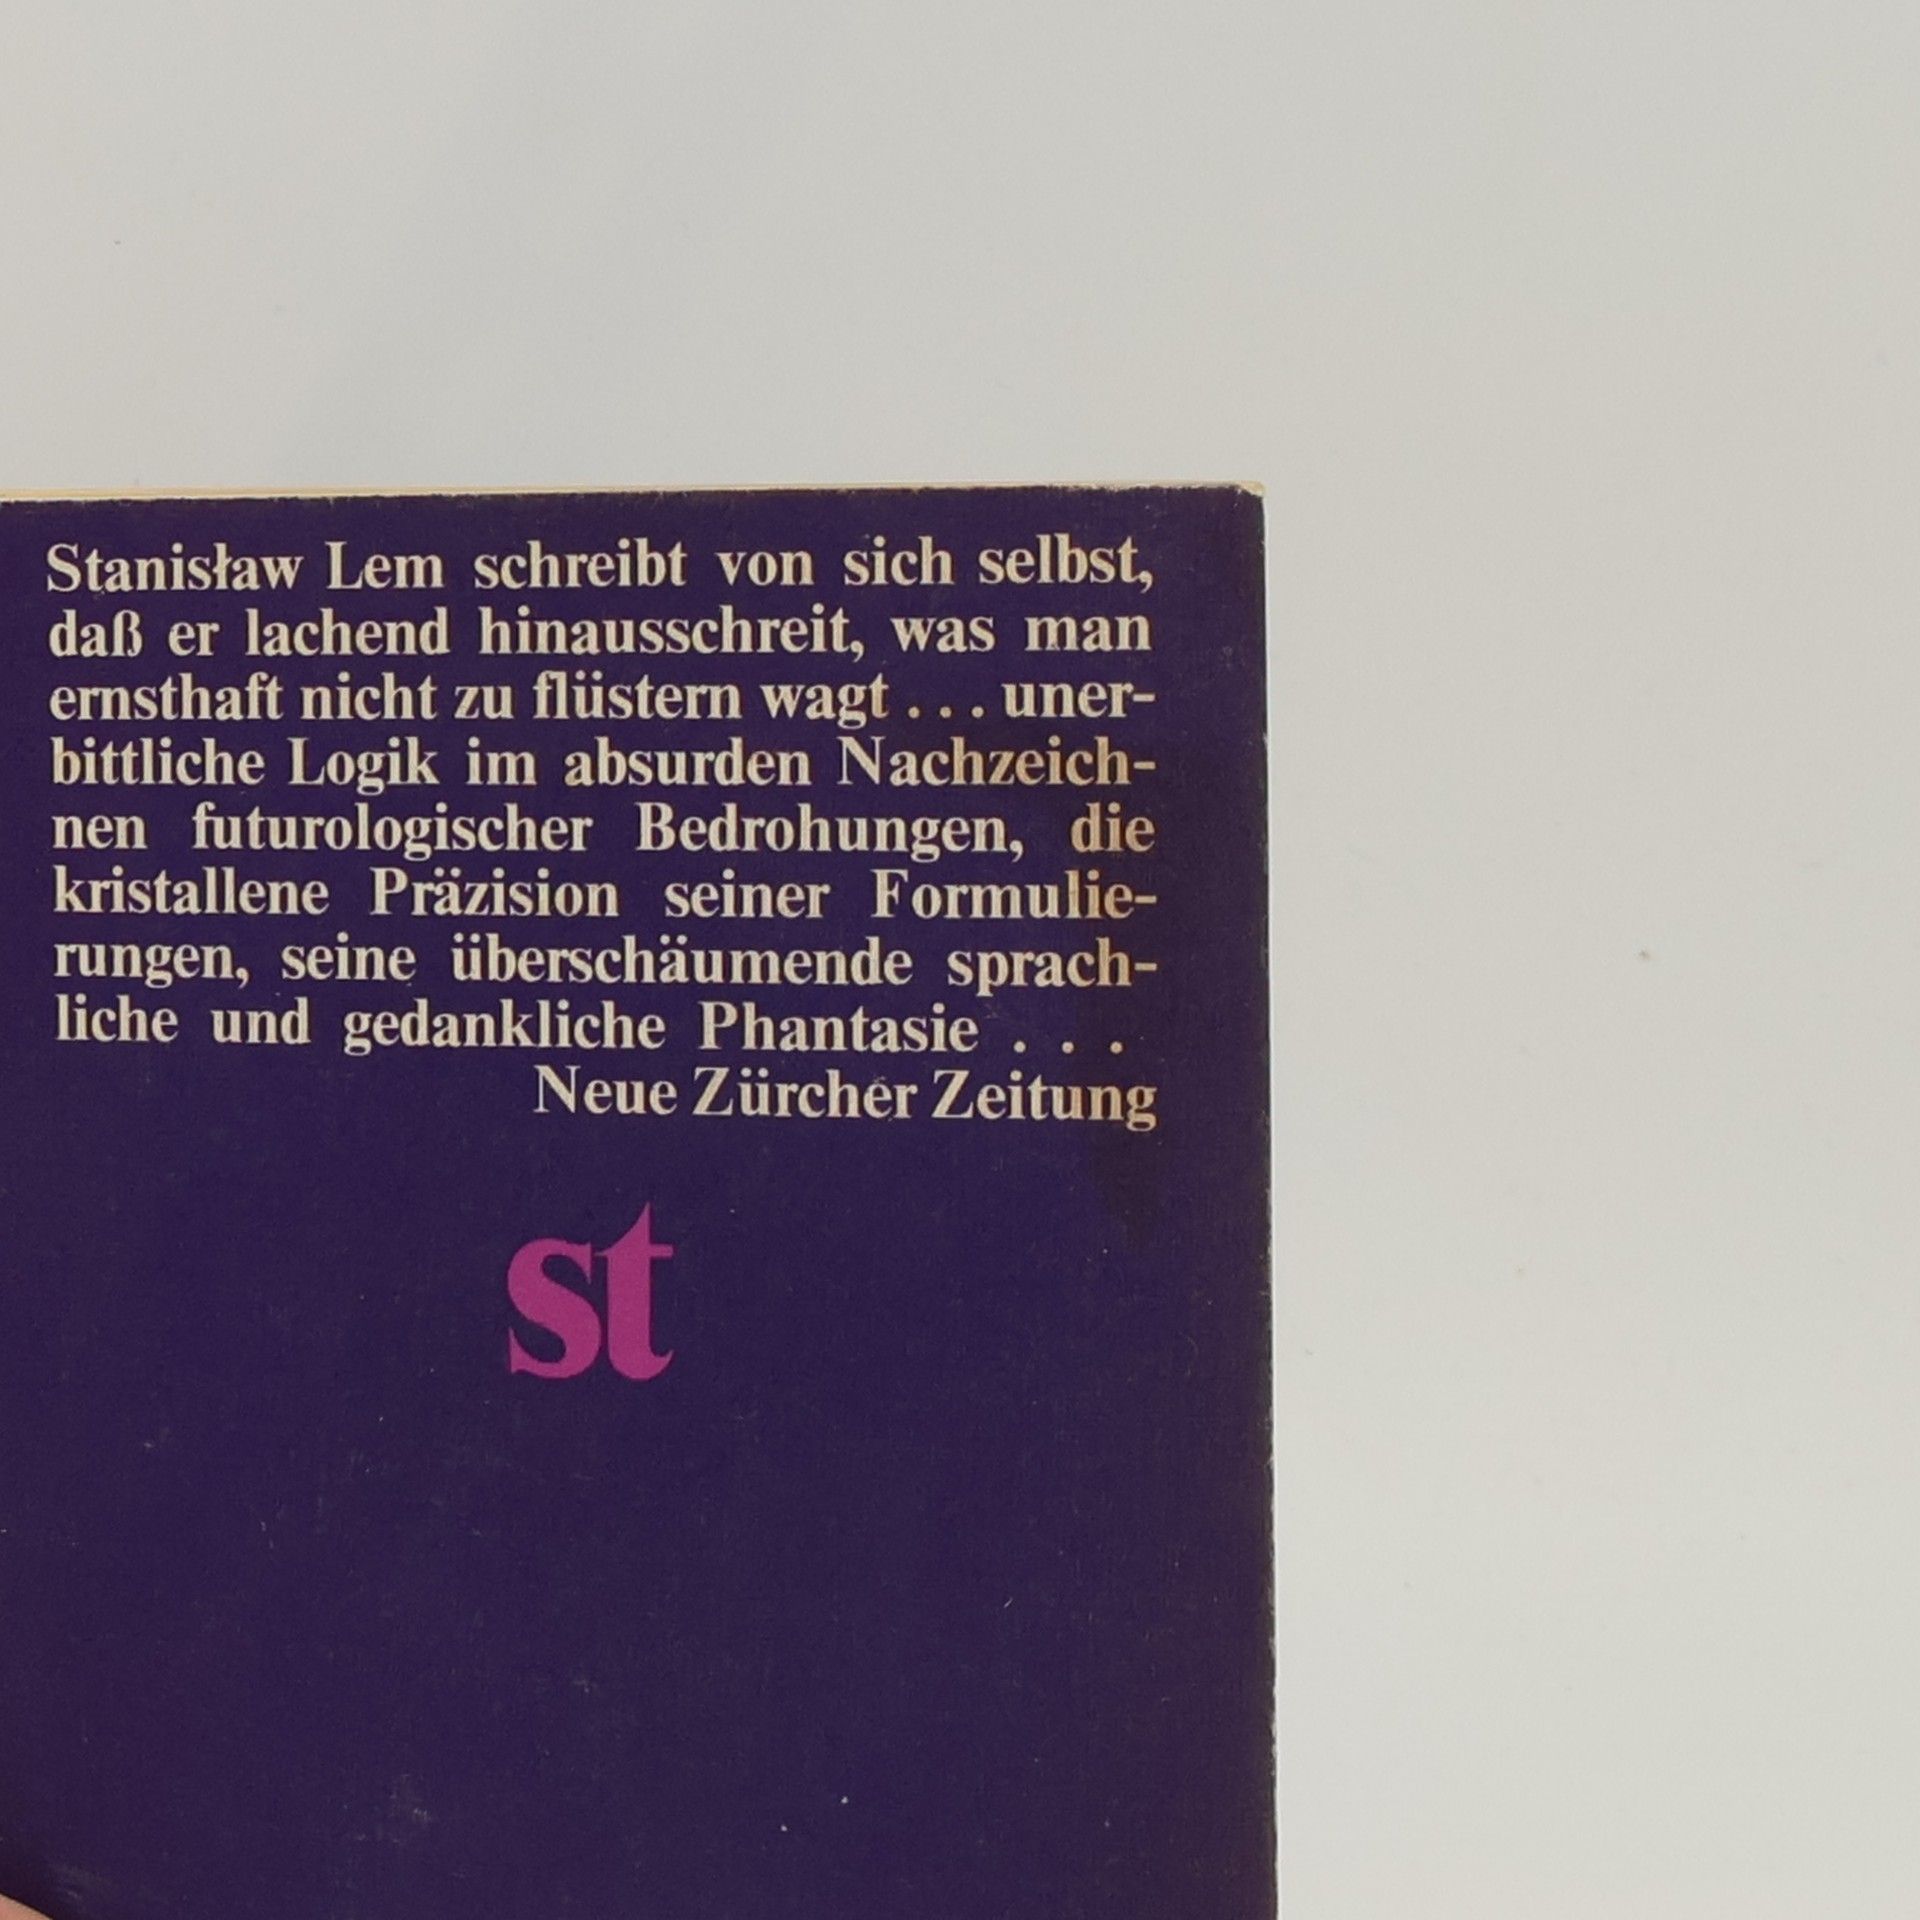 Stanisław Lem schreibt von sich selbst,
daß er lachend hinausschreit, was man
ernsthaft nicht zu flüstern wagt ... uner-
bittliche Logik im absurden Nachzeich-
nen futurologischer Bedrohungen, die
kristallene Präzision seiner Formulie-
rungen, seine überschäumende sprach-
liche und gedankliche Phantasie . . .
Neue Zürcher Zeitung
st